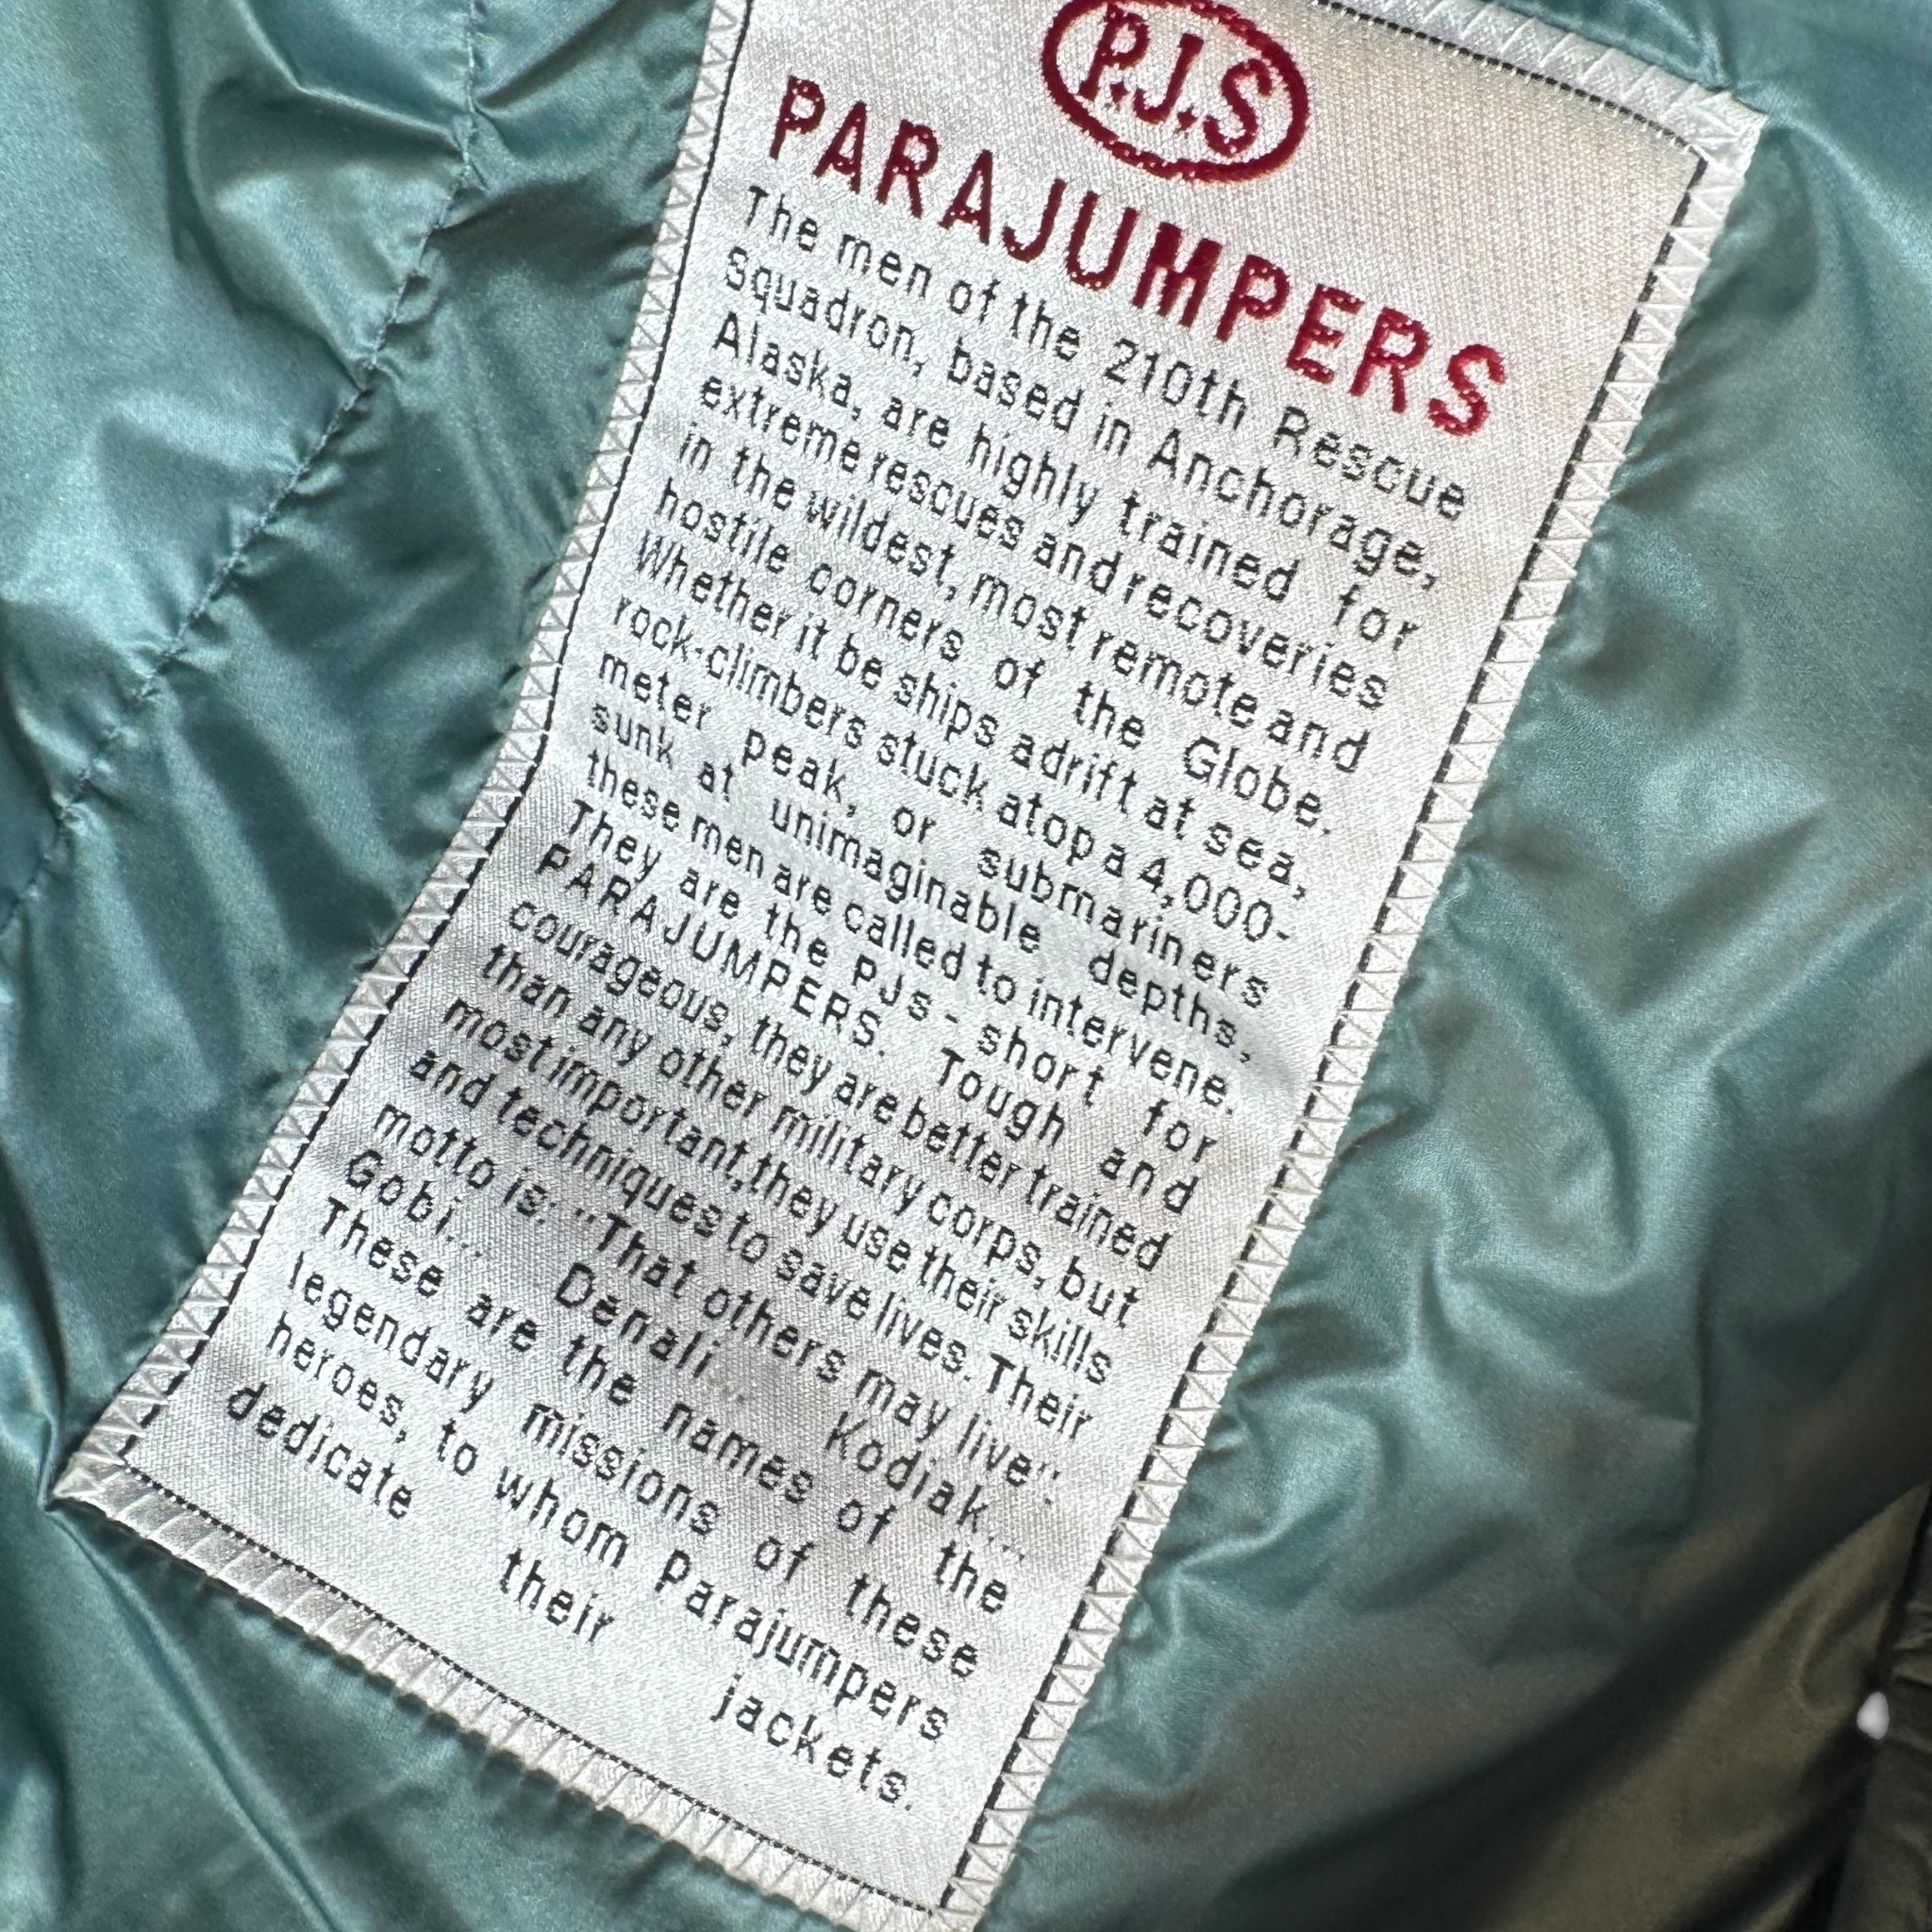 P.J.S
PARAJUMPERS
The men of the 210th Rescue
Squadron, based in Anchorage,
Alaska, are highly trained for
extreme rescues and recoveries
in the wildest, most remote and
hostile corners of the Globe.
Whether it be ships adrift at sea,
rock-climbers stuck atop a 4,000-
meter peak, or submariners
sunk at unimaginable depths,
these men are called to intervene.
They are the PJs - short for
PARAJUMPERS. Tough and
courageous, they are better trained
than any other military corps, but
most important, they use their skills
and techniques to save lives. Their
motto is: "That others may live".
Gobi... Denali... Kodiak...
These are the names of the
legendary missions of these
heroes, to whom Parajumpers
dedicate their jackets.